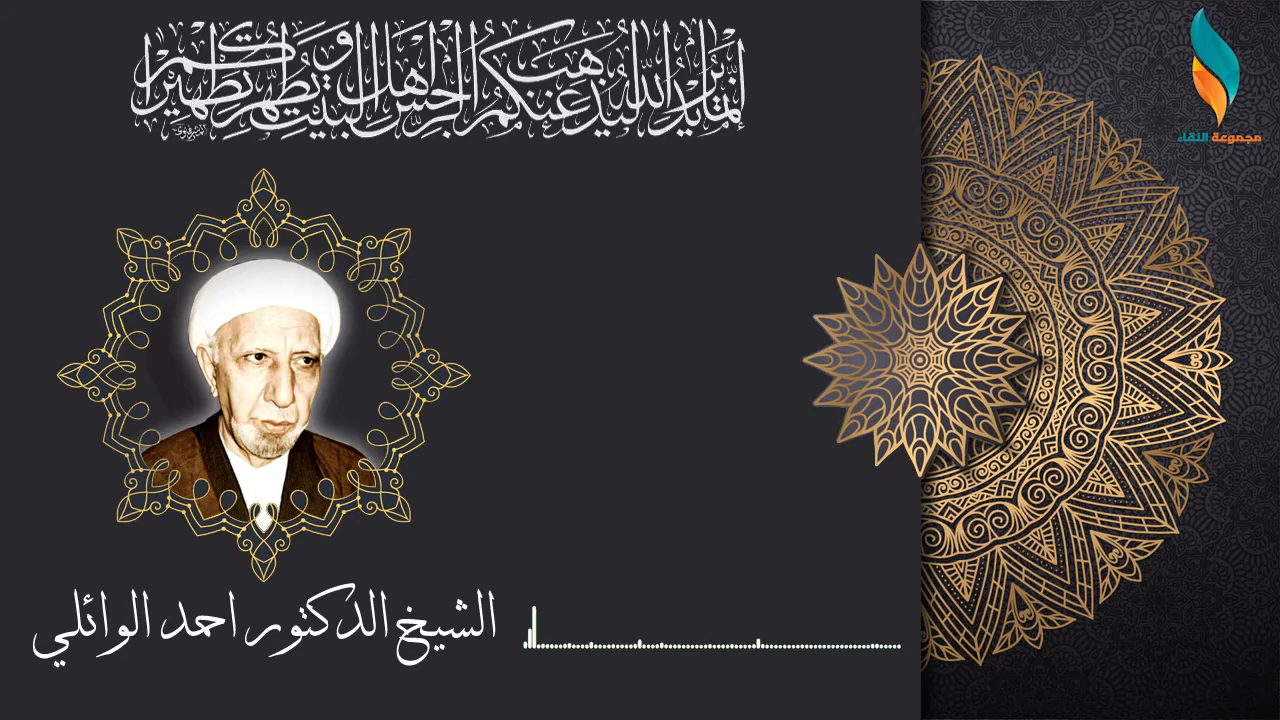 إنما يريد الله ليذهب عنكم الرجس أهل البيت ويطهركم تطهيرا
مجموعة النقاء
الشيخ الدكتور احمد الوائلي